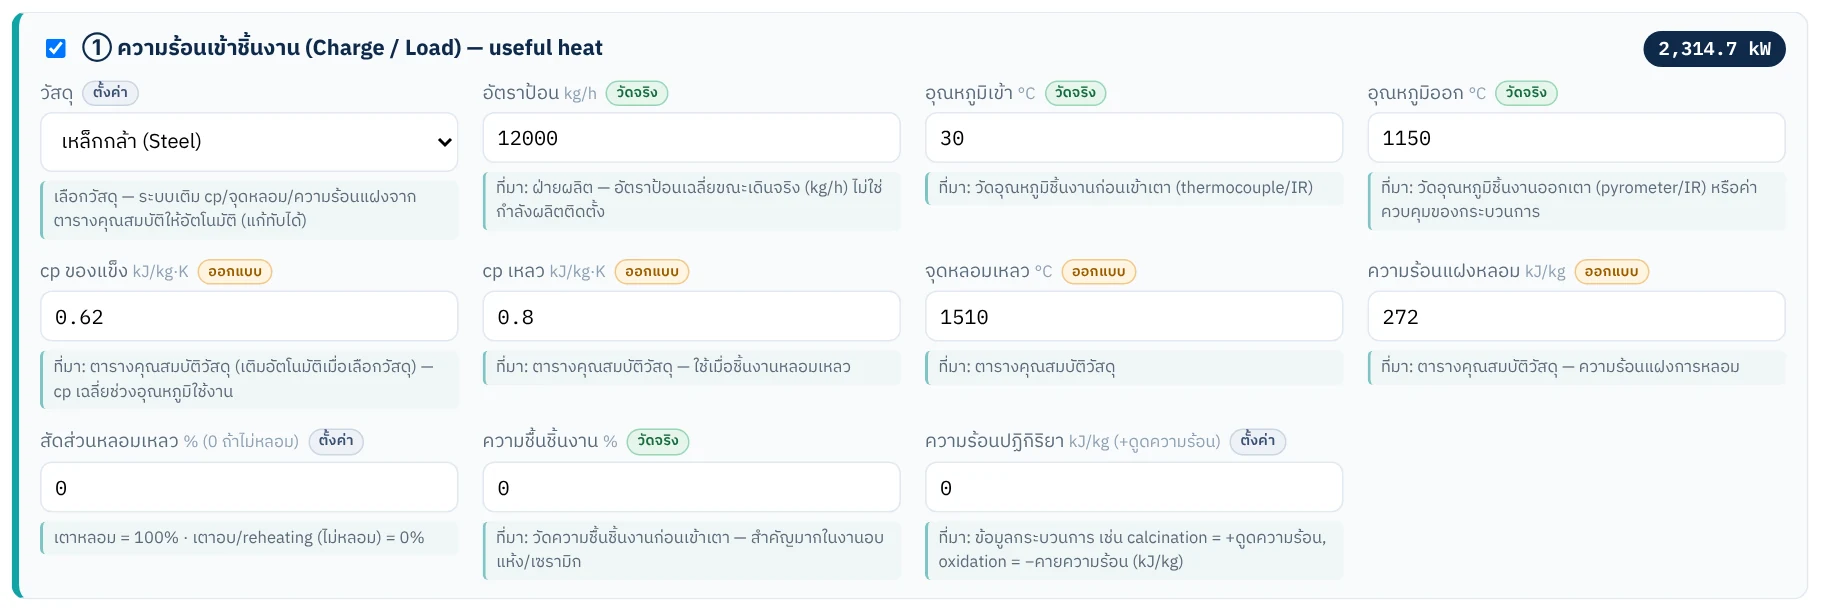 ① ความร้อนเข้าชิ้นงาน (Charge / Load) — useful heat
2,314.7 kW
วัสดุ ตั้งค่า
อัตราป้อน kg/h วัดจริง
อุณหภูมิเข้า °C วัดจริง
อุณหภูมิออก °C วัดจริง
เหล็กกล้า (Steel)
12000
30
1150
เลือกวัสดุ — ระบบเติม cp/จุดหลอม/ความร้อนแฝงจาก
ตารางคุณสมบัติให้อัตโนมัติ (แก้ทับได้)
ที่มา: ฝ่ายผลิต — อัตราป้อนเฉลี่ยขณะเดินจริง (kg/h) ไม่ใช่
กำลังผลิตติดตั้ง
ที่มา: วัดอุณหภูมิชิ้นงานก่อนเข้าเตา (thermocouple/IR)
ที่มา: วัดอุณหภูมิชิ้นงานออกเตา (pyrometer/IR) หรือค่า
ควบคุมของกระบวนการ
cp ของแข็ง kJ/kg·K ออกแบบ
cp เหลว kJ/kg·K ออกแบบ
จุดหลอมเหลว °C ออกแบบ
ความร้อนแฝงหลอม kJ/kg ออกแบบ
0.62
0.8
1510
272
ที่มา: ตารางคุณสมบัติวัสดุ (เติมอัตโนมัติเมื่อเลือกวัสดุ) —
cp เฉลี่ยช่วงอุณหภูมิใช้งาน
ที่มา: ตารางคุณสมบัติวัสดุ — ใช้เมื่อชิ้นงานหลอมเหลว
ที่มา: ตารางคุณสมบัติวัสดุ
ที่มา: ตารางคุณสมบัติวัสดุ — ความร้อนแฝงการหลอม
สัดส่วนหลอมเหลว % (0 ถ้าไม่หลอม) ตั้งค่า
ความชื้นชิ้นงาน % วัดจริง
ความร้อนปฏิกิริยา kJ/kg (+ดูดความร้อน) ตั้งค่า
0
0
0
เตาหลอม = 100% · เตาอบ/reheating (ไม่หลอม) = 0%
ที่มา: วัดความชื้นชิ้นงานก่อนเข้าเตา — สำคัญมากในงานอบ
แห้ง/เซรามิก
ที่มา: ข้อมูลกระบวนการ เช่น calcination = +ดูดความร้อน,
oxidation = −คายความร้อน (kJ/kg)